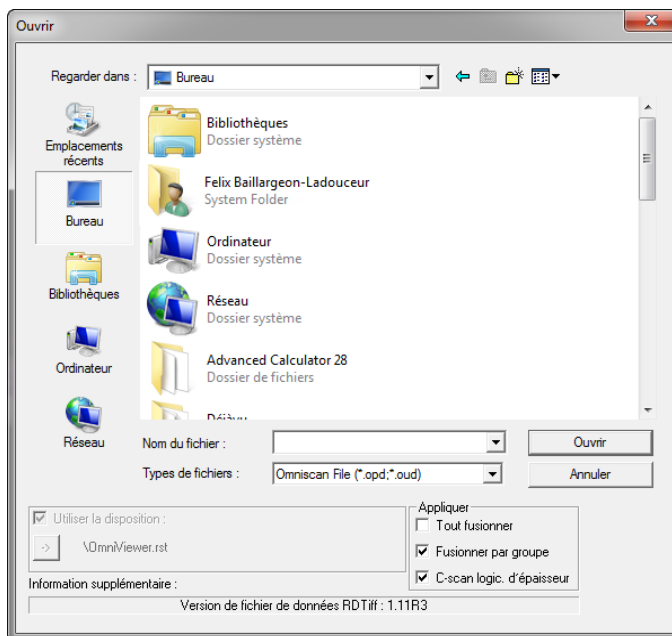 Ouvrir
Regarder dans :
Bureau
Emplacements
récents
Bureau
Bibliothèques
Ordinateur
Réseau
Bibliothèques
Dossier système
Felix Baillargeon-Ladouceur
System Folder
Ordinateur
Dossier système
Réseau
Dossier système
Advanced Calculator 28
Dossier de fichiers
Déjàvu
Nom du fichier :
Ouvrir
Types de fichiers :
Omniscan File (*.opd;*.oud)
Annuler
Utiliser la disposition :
->
\OmniViewer.rst
Appliquer
Tout fusionner
Fusionner par groupe
C-scan logic. d'épaisseur
Information supplémentaire :
Version de fichier de données RDTiff : 1.11R3